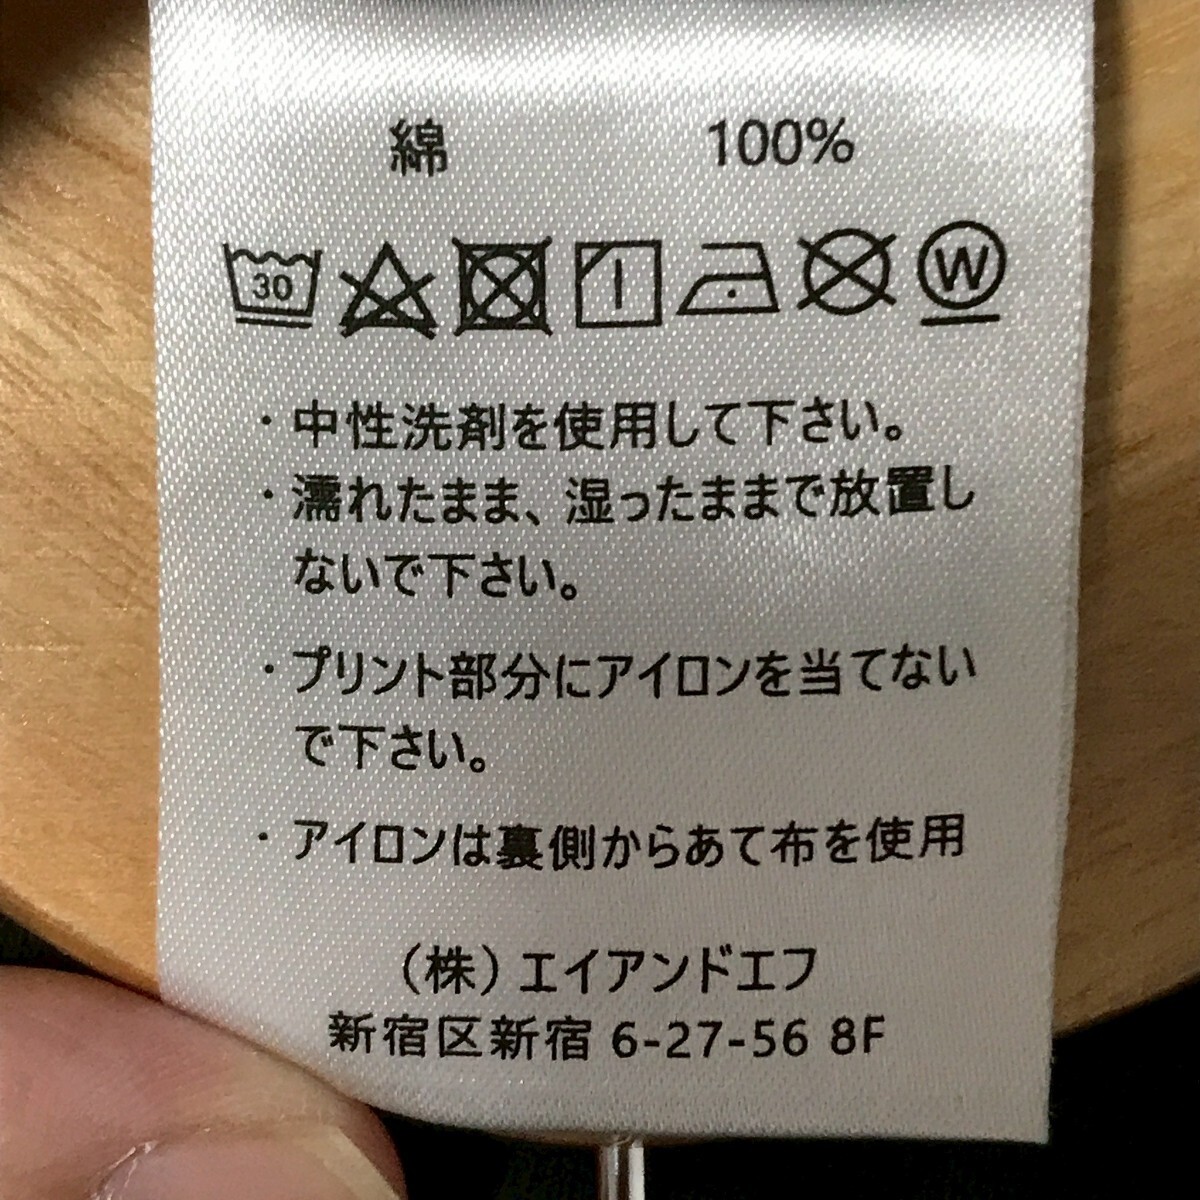 綿 100%
30 W
・中性洗剤を使用して下さい。
・濡れたまま、湿ったままで放置し
ないで下さい。
・プリント部分にアイロンを当てない
で下さい。
・アイロンは裏側からあて布を使用
（株）エイアンドエフ
新宿区新宿 6-27-56 8F